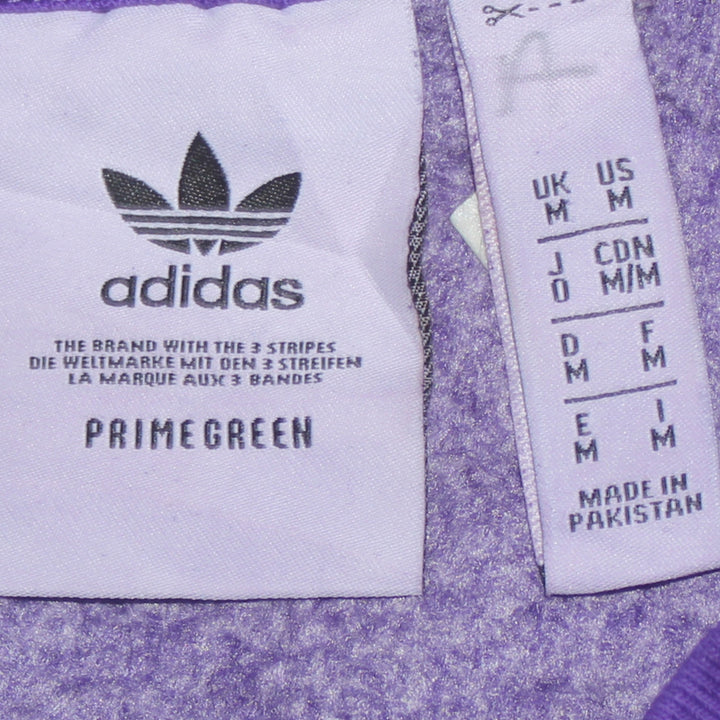 adidas
THE BRAND WITH THE 3 STRIPES
DIE WELTMARKE MIT DEN 3 STREIFEN
LA MARQUE AUX 3 BANDES
PRIMEGREEN
UK US
M M
J CDN
O M/M
D F
M M
E I
M M
MADE IN
PAKISTAN